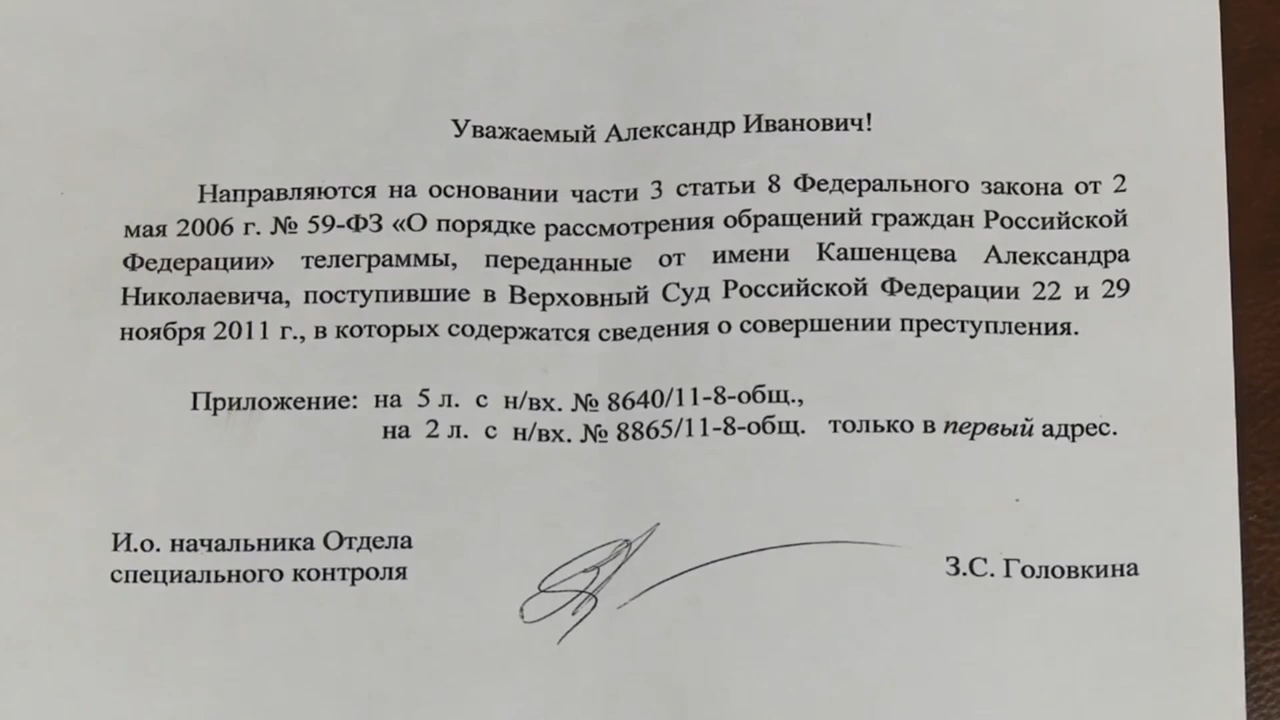 Уважаемый Александр Иванович!
Направляются на основании части 3 статьи 8 Федерального закона от 2
мая 2006 г. № 59-ФЗ «О порядке рассмотрения обращений граждан Российской
Федерации» телеграммы, переданные от имени Кашенцева Александра
Николаевича, поступившие в Верховный Суд Российской Федерации 22 и 29
ноября 2011 г., в которых содержатся сведения о совершении преступления.
Приложение: на 5 л. с н/вх. № 8640/11-8-общ.,
на 2 л. с н/вх. № 8865/11-8-общ. только в первый адрес.
И.о. начальника Отдела
специального контроля
З.С. Головкина